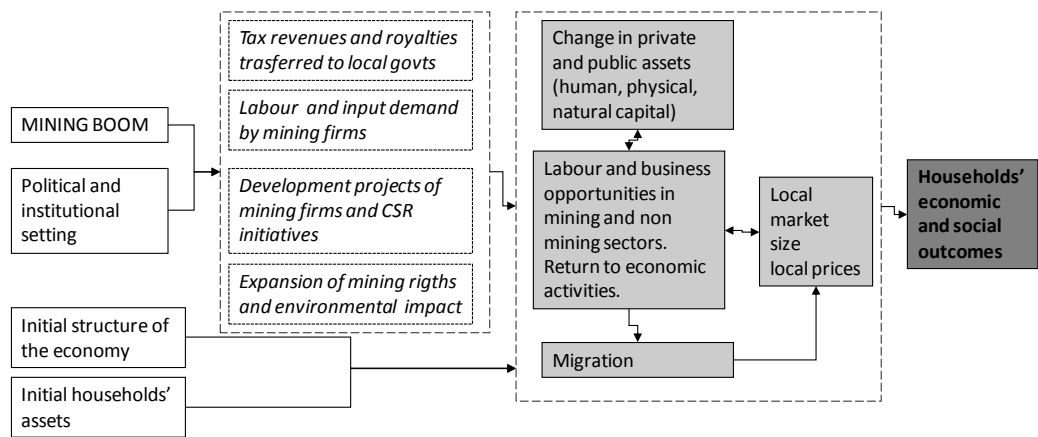 MINING BOOM
Political and
institutional
setting
Initial structure of
the economy
Initial households’
assets
Tax revenues and royalties
trasferred to local govts
Labour and input demand
by mining firms
Development projects of
mining firms and CSR
initiatives
Expansion of mining rigths
and environmental impact
Change in private
and public assets
(human, physical,
natural capital)
Labour and business
opportunities in
mining and non
mining sectors.
Return to economic
activities.
Migration
Local
market
size
local prices
Households’
economic
and social
outcomes